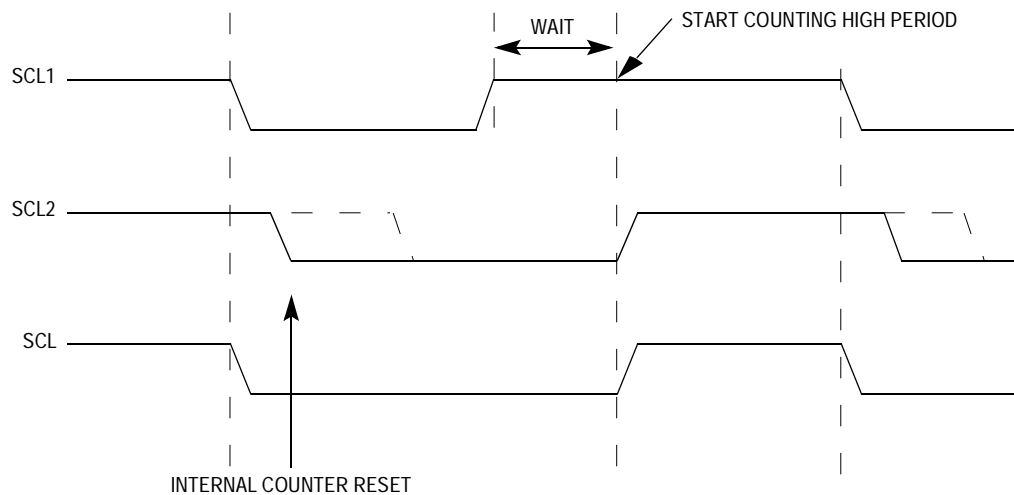 START COUNTING HIGH PERIOD
WAIT
SCL1
SCL2
SCL
INTERNAL COUNTER RESET